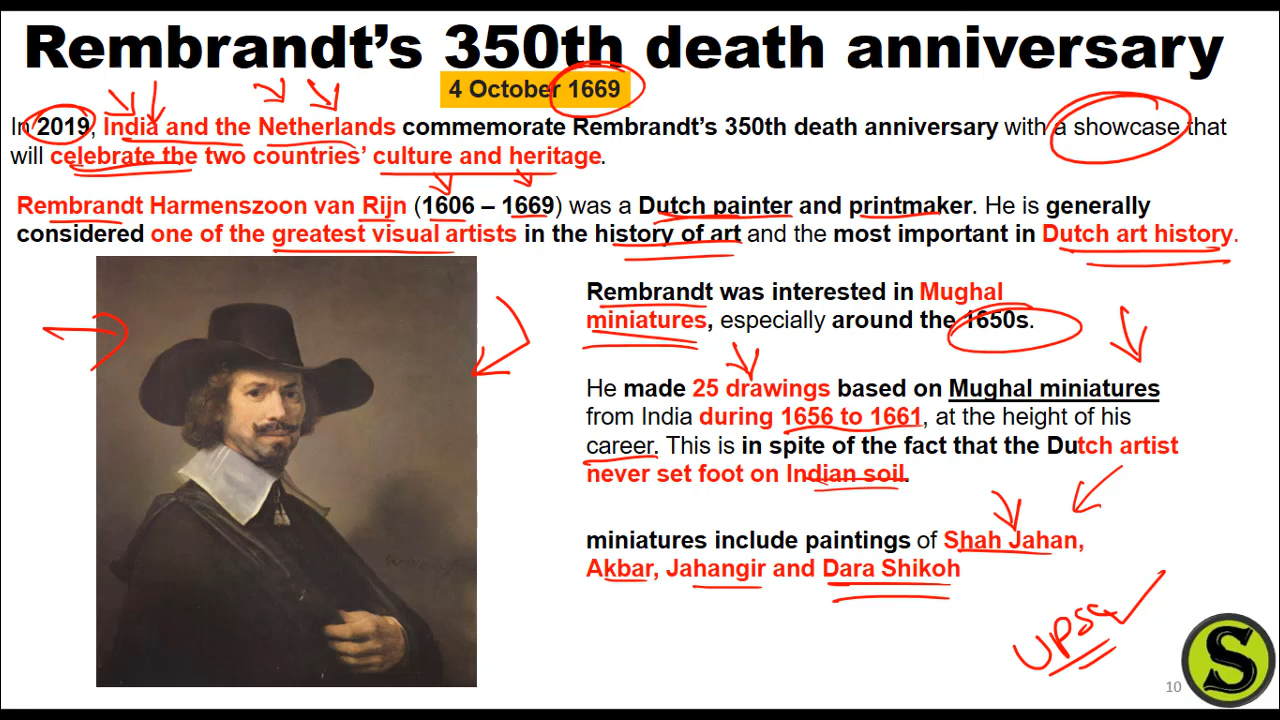 Rembrandt's 350th death anniversary
4 October 1669
In 2019, India and the Netherlands commemorate Rembrandt's 350th death anniversary with a showcase that
will celebrate the two countries' culture and heritage.
Rembrandt Harmenszoon van Rijn (1606 – 1669) was a Dutch painter and printmaker. He is generally
considered one of the greatest visual artists in the history of art and the most important in Dutch art history.
Rembrandt was interested in Mughal
miniatures, especially around the 1650s.
He made 25 drawings based on Mughal miniatures
from India during 1656 to 1661, at the height of his
career. This is in spite of the fact that the Dutch artist
never set foot on Indian soil.
miniatures include paintings of Shah Jahan,
Akbar, Jahangir and Dara Shikoh
UPSC
10
S